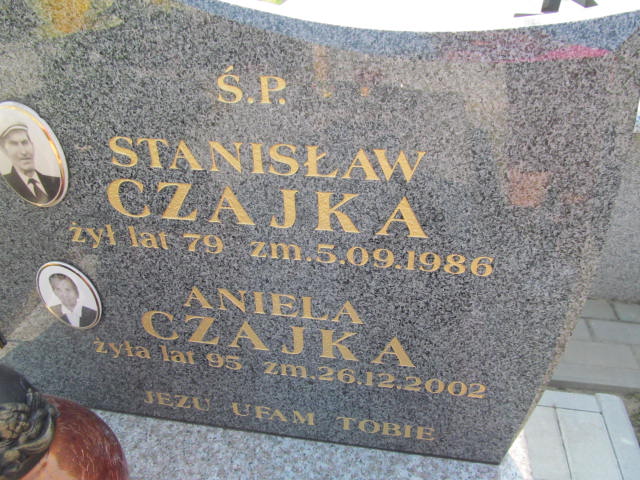 Ś.P.
STANISŁAW
CZAJKA
żył lat 79 zm.5.09.1986
ANIELA
CZAJKA
żyła lat 95 zm.26.12.2002
JEZU UFAM TOBIE